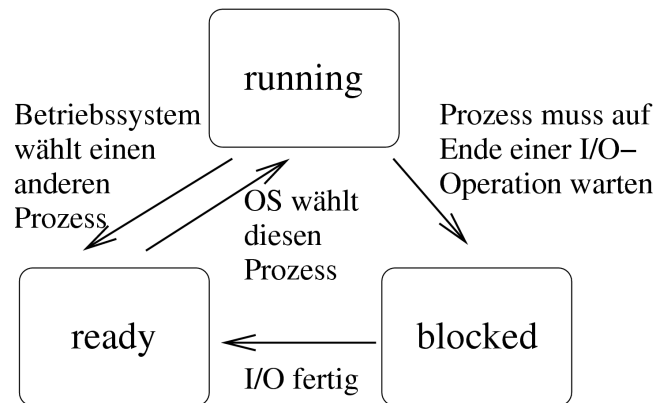 running
Betriebssystem
wählt einen
anderen
Prozess
Prozess muss auf
Ende einer I/O–
Operation warten
OS wählt
diesen
Prozess
ready
blocked
I/O fertig